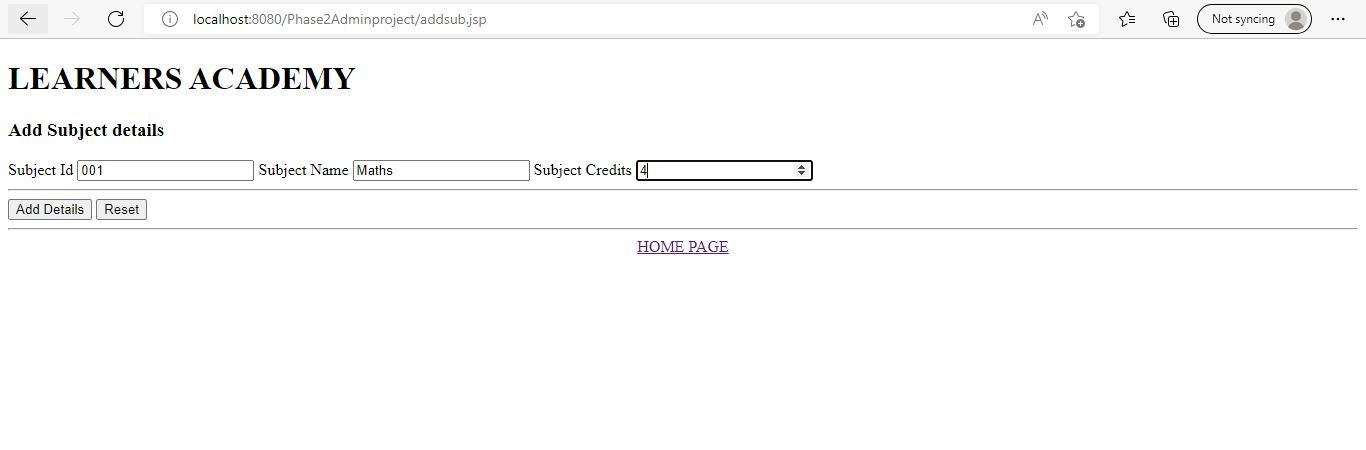 localhost:8080/Phase2Adminproject/addsub.jsp Not syncing
LEARNERS ACADEMY
Add Subject details
Subject Id 001 Subject Name Maths Subject Credits 4
Add Details Reset
HOME PAGE